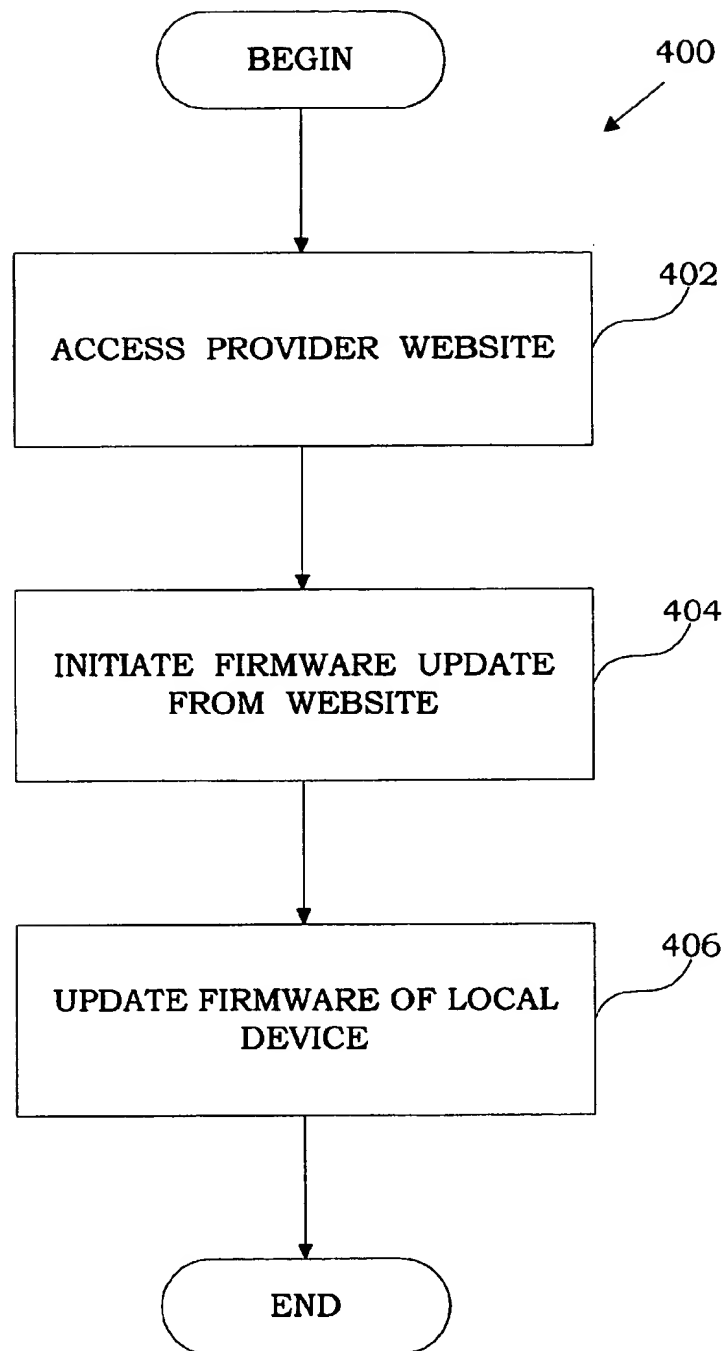 BEGIN
400
402
ACCESS PROVIDER WEBSITE
404
INITIATE FIRMWARE UPDATE
FROM WEBSITE
406
UPDATE FIRMWARE OF LOCAL
DEVICE
END